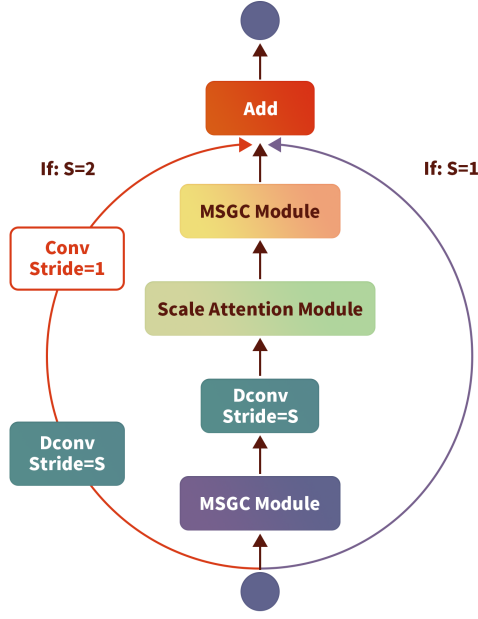 Add
If: S=2
If: S=1
MSGC Module
Conv
Stride=1
Scale Attention Module
Dconv
Stride=S
Dconv
Stride=S
MSGC Module